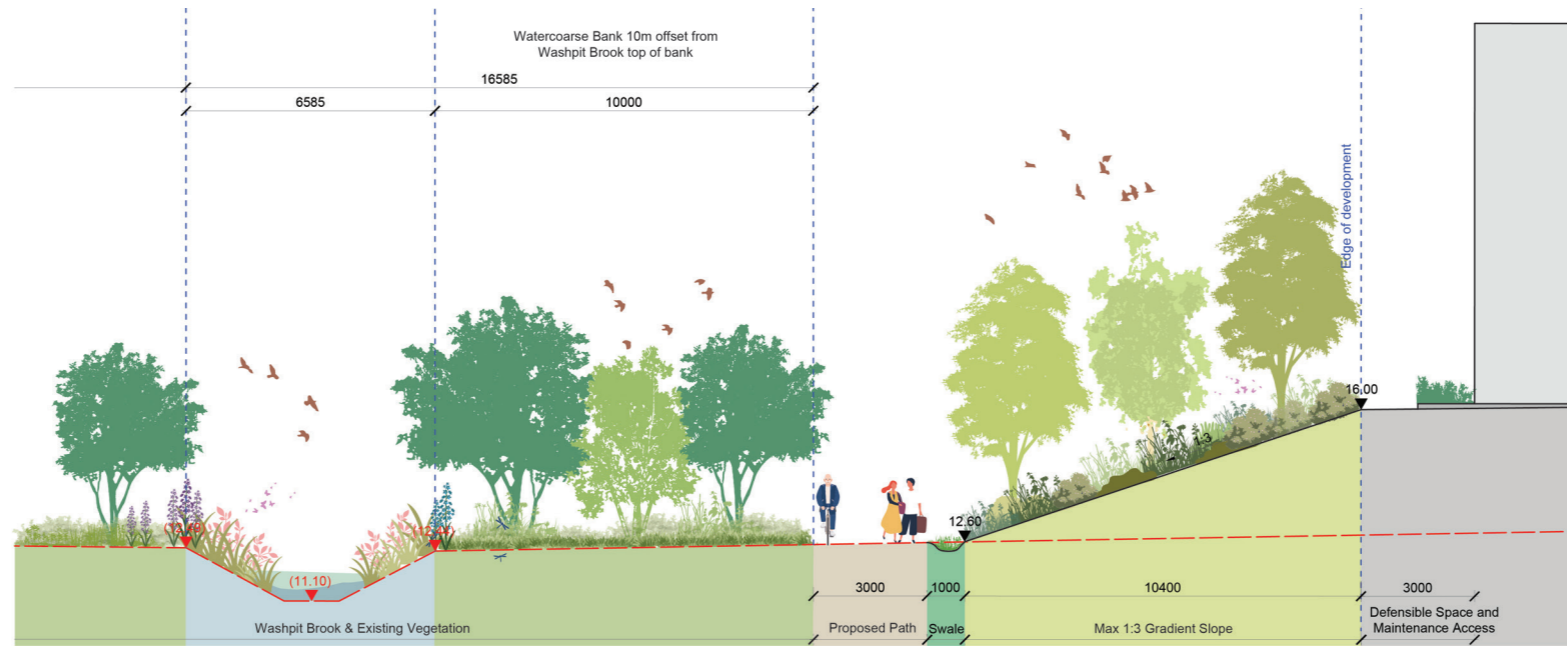 Watercoarse Bank 10m offset from
Washpit Brook top of bank
16585
6585
10000
Edge of development
16.00
1:3
12.60
(11.10)
3000
1000
10400
3000
Washpit Brook & Existing Vegetation
Proposed Path
Swale
Max 1:3 Gradient Slope
Defensible Space and
Maintenance Access